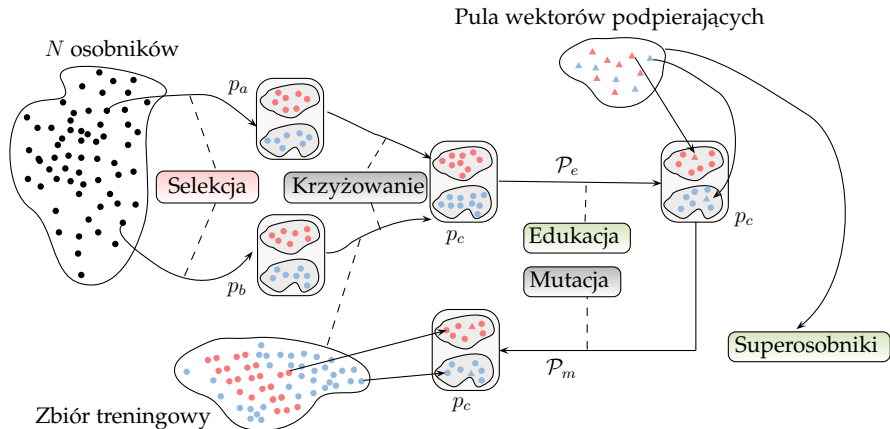 Pula wektorów podpierających
N osobników
p_a
Selekcja
Krzyżowanie
P_e
p_c
p_c
Edukacja
p_b
Mutacja
Superosobniki
P_m
p_c
Zbiór treningowy